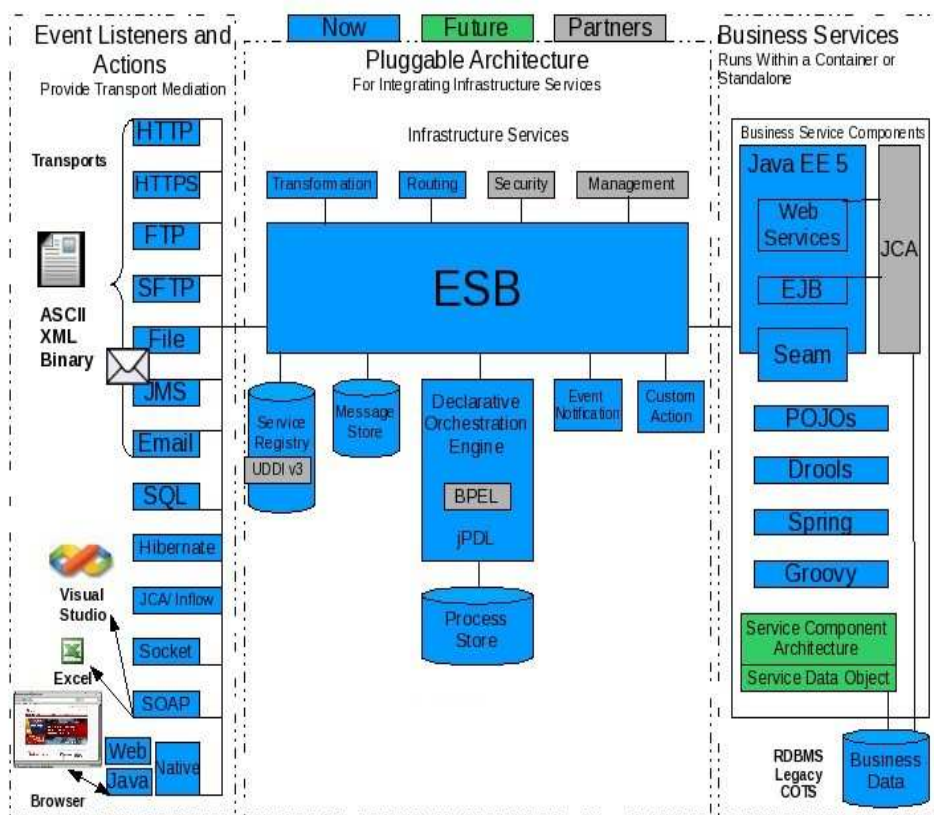 Now
Future
Partners
Event Listeners and
Actions
Provide Transport Mediation
Transports
ASCII
XML
Binary
HTTP
HTTPS
FTP
SFTP
File
JMS
Email
SQL
Hibernate
JCA/ Inflow
Socket
SOAP
Web
Java
Native
Visual
Studio
Excel
Browser
Pluggable Architecture
For Integrating Infrastructure Services
Infrastructure Services
Transformation
Routing
Security
Management
ESB
Service
Registry
UDDI v3
Message
Store
Declarative
Orchestration
Engine
BPEL
jPDL
Process
Store
Event
Notification
Custom
Action
Business Services
Runs Within a Container or
Standalone
Business Service Components
Java EE 5
Web
Services
EJB
Seam
JCA
POJOs
Drools
Spring
Groovy
Service Component
Architecture
Service Data Object
RDBMS
Legacy
COTS
Business
Data